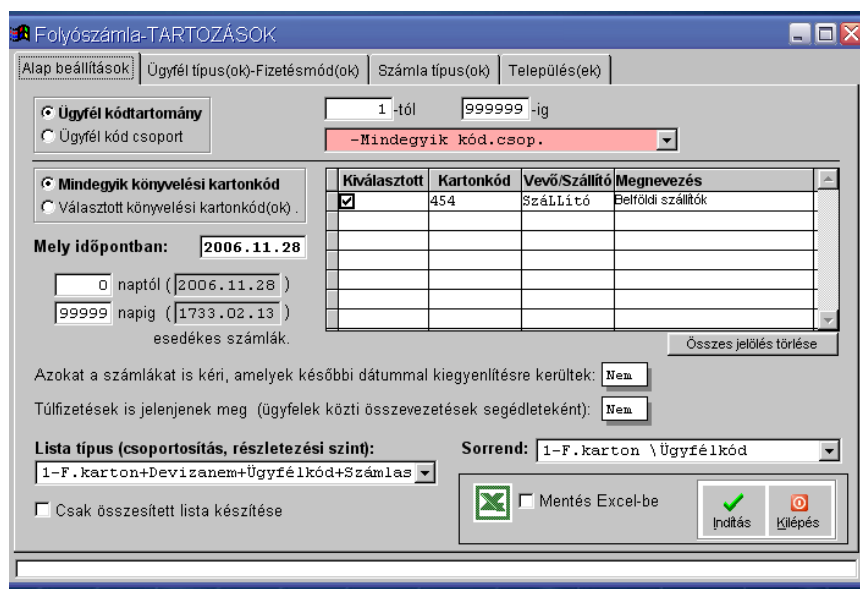 Folyószámla-TARTOZÁSOK
Alap beállítások Ügyfél típus(ok)-Fizetésmód(ok) Számla típus(ok) Település(ek)
Ügyfél kódtartomány 1 -tól 999999 -ig
Ügyfél kód csoport -Mindegyik kód.csop.
Mindegyik könyvelési kartonkód
Választott könyvelési kartonkód(ok) .
Kiválasztott Kartonkód Vevő/Szállító Megnevezés
454 SzáLLító Belföldi szállítók
Mely időpontban: 2006.11.28
0 naptól ( 2006.11.28 )
99999 napig ( 1733.02.13 )
esedékes számlák.
Összes jelölés törlése
Azokat a számlákat is kéri, amelyek későbbi dátummal kiegyenlítésre kerültek: Nem
Túlfizetések is jelenjenek meg (ügyfelek közti összevezetések segédleteként): Nem
Lista típus (csoportosítás, részletezési szint): Sorrend: 1-F.karton \Ügyfélkód
1-F.karton+Devizanem+Ügyfélkód+Számlas
Csak összesített lista készítése
Mentés Excel-be
Indítás Kilépés